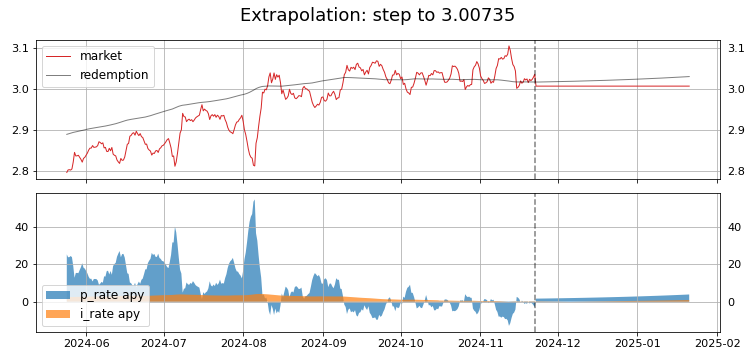 Extrapolation: step to 3.00735
3.1 3.1
market
redemption
3.0 3.0
2.9 2.9
2.8 2.8
40 40
20 20
0 0
p_rate apy
i_rate apy
2024-06 2024-07 2024-08 2024-09 2024-10 2024-11 2024-12 2025-01 2025-02